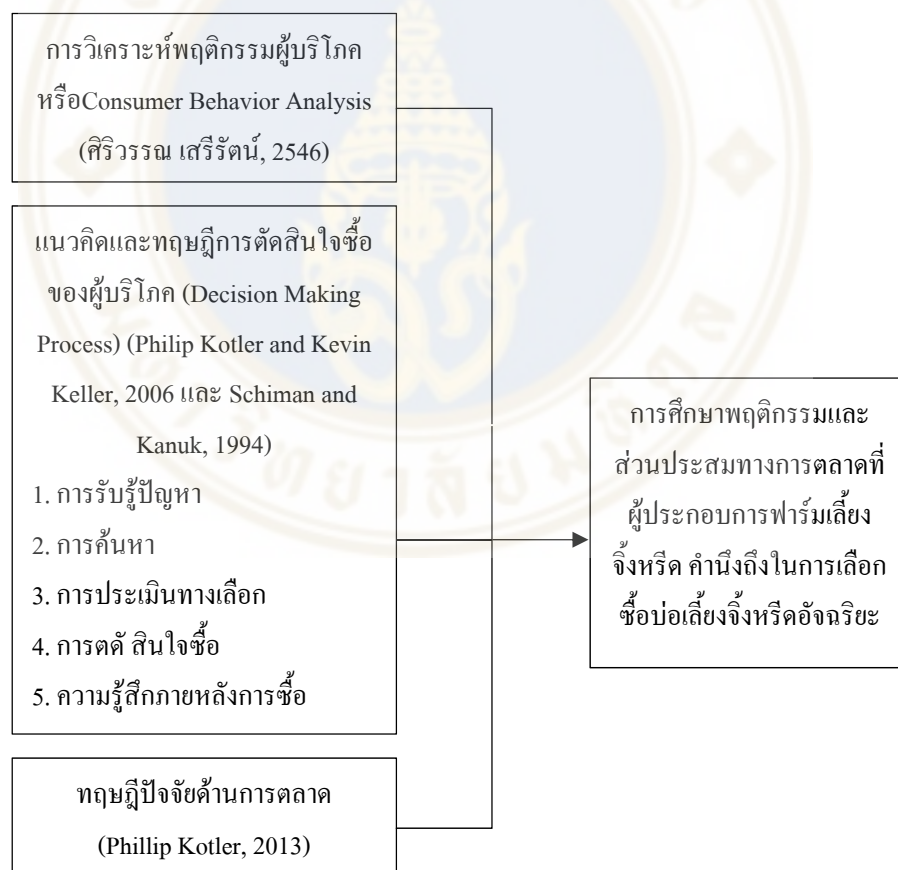 การวิเคราะห์พฤติกรรมผู้บริโภค
หรือConsumer Behavior Analysis
(ศิริวรรณ เสรีรัตน์, 2546)
แนวคิดและทฤษฎีการตัดสินใจซื้อ
ของผู้บริโภค (Decision Making
Process) (Philip Kotler and Kevin
Keller, 2006 และ Schiman and
Kanuk, 1994)
1. การรับรู้ปัญหา
2. การค้นหา
3. การประเมินทางเลือก
4. การตดั สินใจซื้อ
5. ความรู้สึกภายหลังการซื้อ
ทฤษฎีปัจจัยด้านการตลาด
(Phillip Kotler, 2013)
การศึกษาพฤติกรรมและ
ส่วนประสมทางการตลาดที่
ผู้ประกอบการฟาร์มเลี้ยง
จิ้งหรีด คำนึงถึงในการเลือก
ซื้อบ่อเลี้ยงจิ้งหรีดอัจฉริยะ